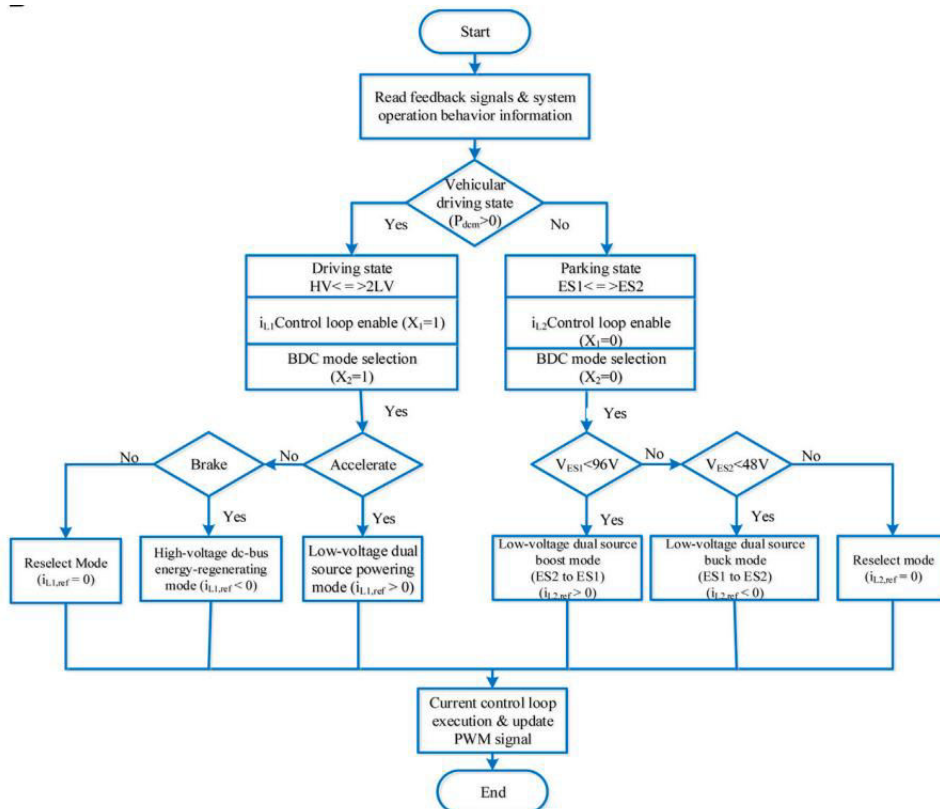 Start
Read feedback signals & system
operation behavior information
Vehicular
driving state
(Pdcm>0)
Yes
No
Driving state
HV< = >2LV
iL1Control loop enable (X1=1)
BDC mode selection
(X2=1)
Parking state
ES1< = >ES2
iL2Control loop enable
(X1=0)
BDC mode selection
(X2=0)
Yes
Yes
No
Brake
No
Accelerate
VES1<96V
No
VES2<48V
No
Yes
Yes
Yes
Yes
Reselect Mode
(iL1,ref = 0)
High-voltage dc-bus
energy-regenerating
mode (iL1,ref < 0)
Low-voltage dual
source powering
mode (iL1,ref > 0)
Low-voltage dual source
boost mode
(ES2 to ES1)
(iL2,ref > 0)
Low-voltage dual source
buck mode
(ES1 to ES2)
(iL2,ref < 0)
Reselect mode
(iL2,ref = 0)
Current control loop
execution & update
PWM signal
End